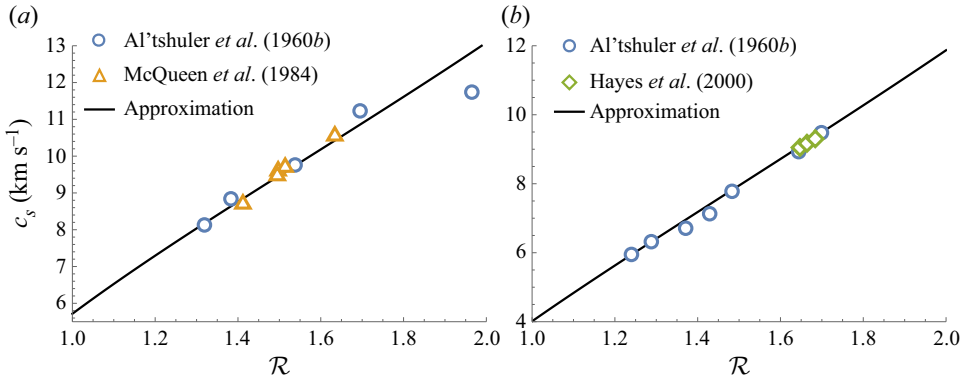 (a)
Al'tshuler et al. (1960b)
McQueen et al. (1984)
Approximation
13
12
11
10
9
8
7
6
c_s (km s⁻¹)
1.0 1.2 1.4 1.6 1.8 2.0
ℛ
(b)
Al'tshuler et al. (1960b)
Hayes et al. (2000)
Approximation
12
10
8
6
4
1.0 1.2 1.4 1.6 1.8 2.0
ℛ